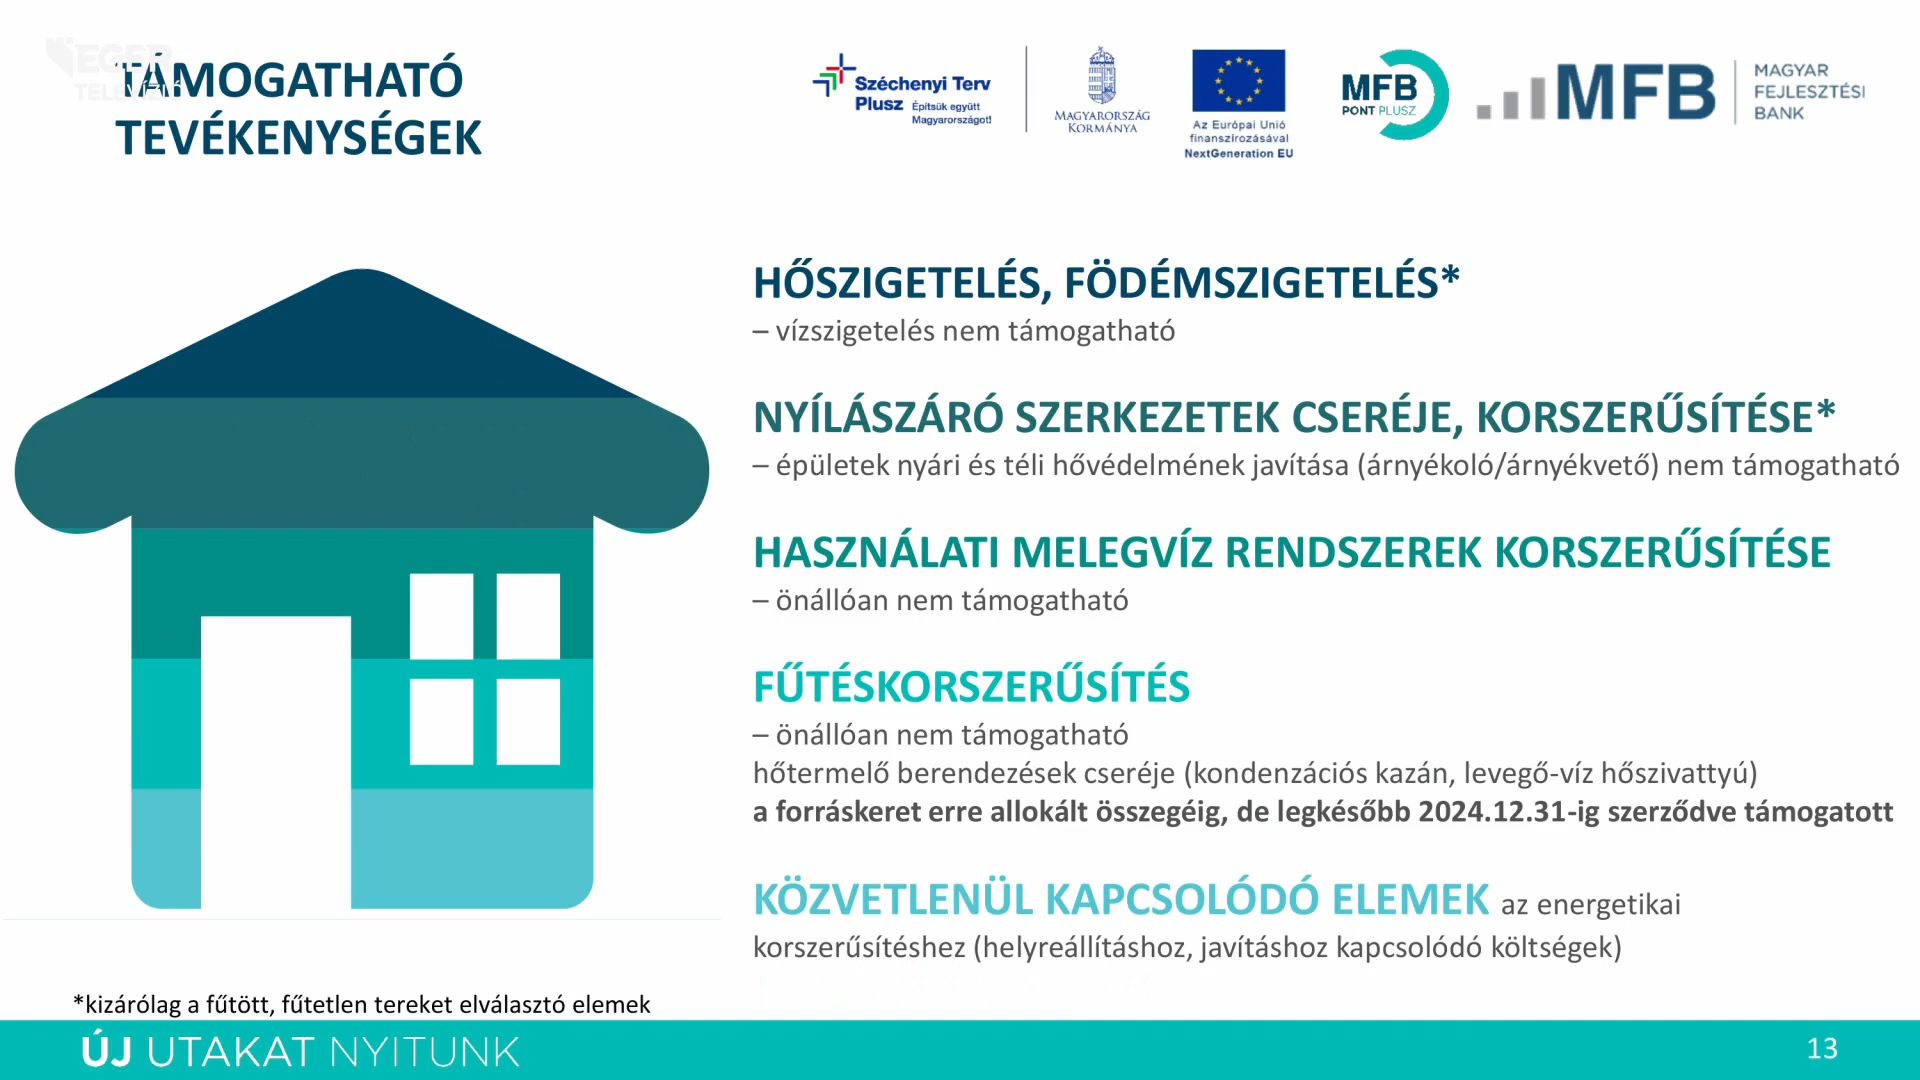 EGER
TELEVÍZIÓ
TÁMOGATHATÓ
TEVÉKENYSÉGEK
Széchenyi Terv
Plusz Építsük együtt
Magyarországot!
MAGYARORSZÁG
KORMÁNYA
Az Európai Unió
finanszírozásával
NextGeneration EU
MFB
PONT PLUSZ
MFB
MAGYAR
FEJLESZTÉSI
BANK
HŐSZIGETELÉS, FÖDÉMSZIGETELÉS*
– vízszigetelés nem támogatható
NYÍLÁSZÁRÓ SZERKEZETEK CSERÉJE, KORSZERŰSÍTÉSE*
– épületek nyári és téli hővédelmének javítása (árnyékoló/árnyékvető) nem támogatható
HASZNÁLATI MELEGVÍZ RENDSZEREK KORSZERŰSÍTÉSE
– önállóan nem támogatható
FŰTÉSKORSZERŰSÍTÉS
– önállóan nem támogatható
hőtermelő berendezések cseréje (kondenzációs kazán, levegő-víz hőszivattyú)
a forráskeret erre allokált összegéig, de legkésőbb 2024.12.31-ig szerződve támogatott
KÖZVETLENÜL KAPCSOLÓDÓ ELEMEK az energetikai
korszerűsítéshez (helyreállításhoz, javításhoz kapcsolódó költségek)
*kizárólag a fűtött, fűtetlen tereket elválasztó elemek
ÚJ UTAKAT NYITUNK
13